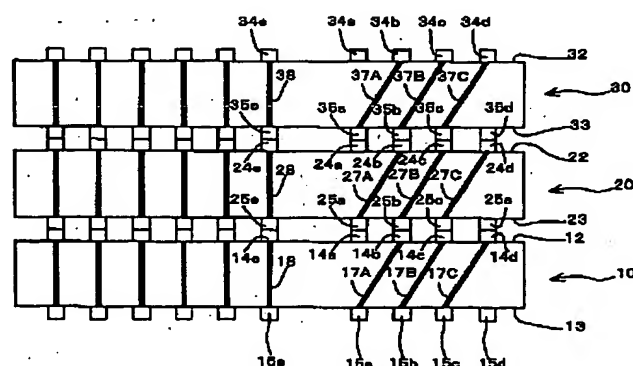 34e 34a 34b 34c 34d 32
38 37A 37B 37C 30
35e 35a 35b 35c 35d 33
24e 24a 24b 24c 24d 22
28 27A 27B 27C 20
25e 25a 25b 25c 25a 23
14e 14a 14b 14c 14d 12
18 17A 17B 17C 10
13
15e 15a 15b 15c 15d